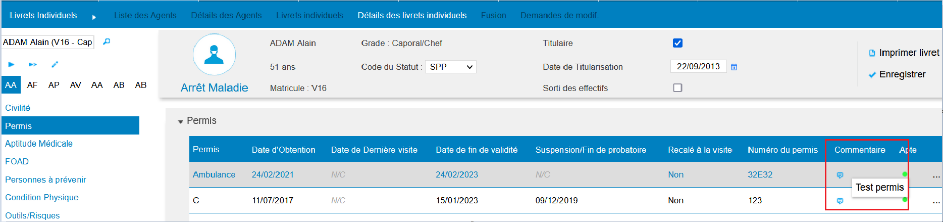 Livrets Individuels Liste des Agents Détails des Agents Livrets individuels Détails des livrets individuels Fusion Demandes de modif
ADAM Alain (V16 - Cap
AA AF AP AV AA AB AB
Civilité
Permis
Aptitude Médicale
FOAD
Personnes à prévenir
Condition Physique
Outils/Risques
Arrêt Maladie
ADAM Alain Grade : Caporal/Chef Titulaire
51 ans Code du Statut : SPP Date de Titularisation 22/09/2013
Matricule : V16 Sorti des effectifs
Imprimer livret
Enregistrer
Permis
Permis Date d'Obtention Date de Dernière visite Date de fin de validité Suspension/Fin de probatoire Recalé à la visite Numéro du permis Commentaire Apte
Ambulance 24/02/2021 N/C 24/02/2023 N/C Non 32E32 ...
Test permis
C 11/07/2017 N/C 15/01/2023 09/12/2019 Non 123 ...